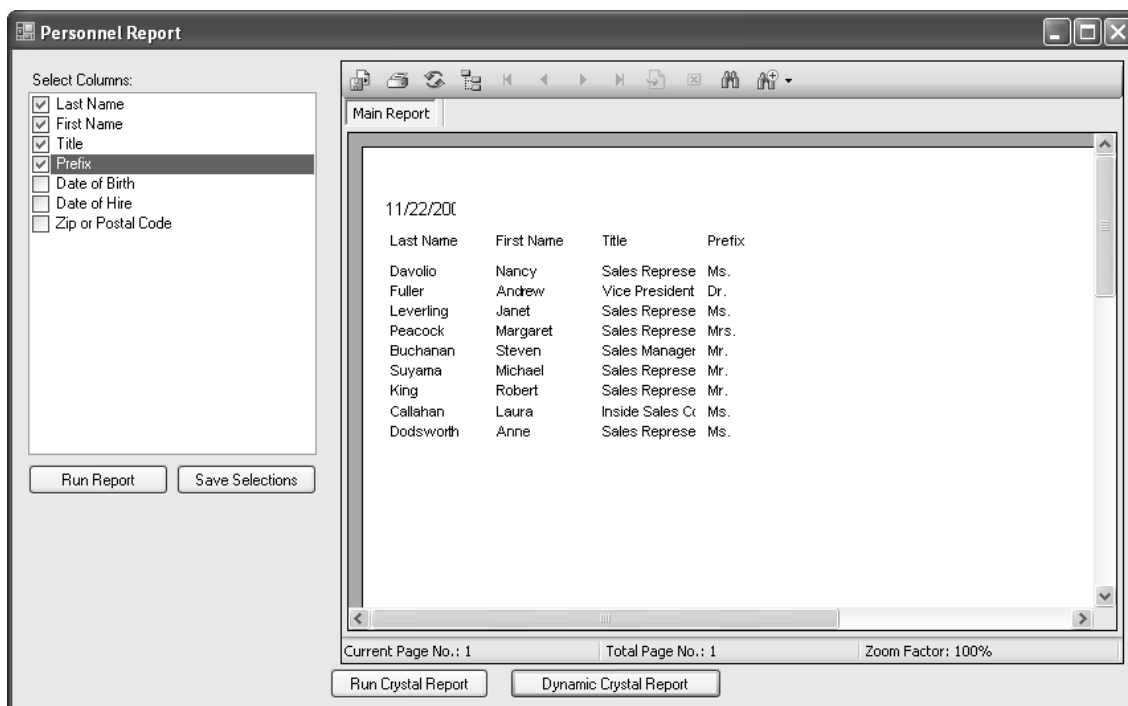 Personnel Report
Select Columns:
Last Name
First Name
Title
Prefix
Date of Birth
Date of Hire
Zip or Postal Code
Run Report Save Selections
Main Report
11/22/200
Last Name First Name Title Prefix
Davolio Nancy Sales Represe Ms.
Fuller Andrew Vice President Dr.
Leverling Janet Sales Represe Ms.
Peacock Margaret Sales Represe Mrs.
Buchanan Steven Sales Manager Mr.
Suyama Michael Sales Represe Mr.
King Robert Sales Represe Mr.
Callahan Laura Inside Sales Co Ms.
Dodsworth Anne Sales Represe Ms.
Current Page No.: 1 Total Page No.: 1 Zoom Factor: 100%
Run Crystal Report Dynamic Crystal Report